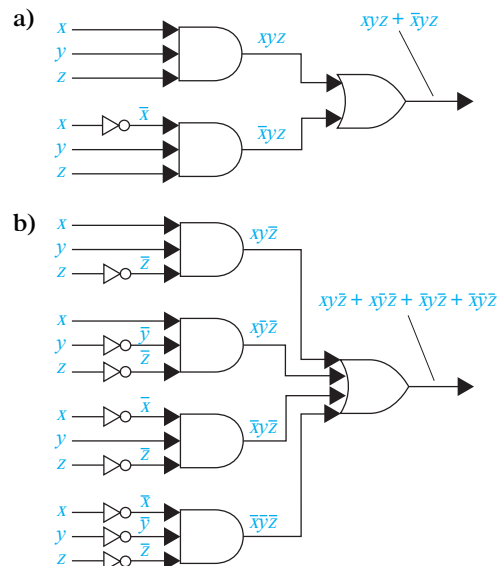 a)
x
y
z
xyz
x
x̄
y
z
x̄yz
xyz + x̄yz
b)
x
y
z
z̄
xyz̄
x
y
ȳ
z
z̄
xȳz̄
x
x̄
y
z
z̄
x̄yz̄
x
x̄
y
ȳ
z
z̄
x̄ȳz̄
xyz̄ + xȳz̄ + x̄yz̄ + x̄ȳz̄